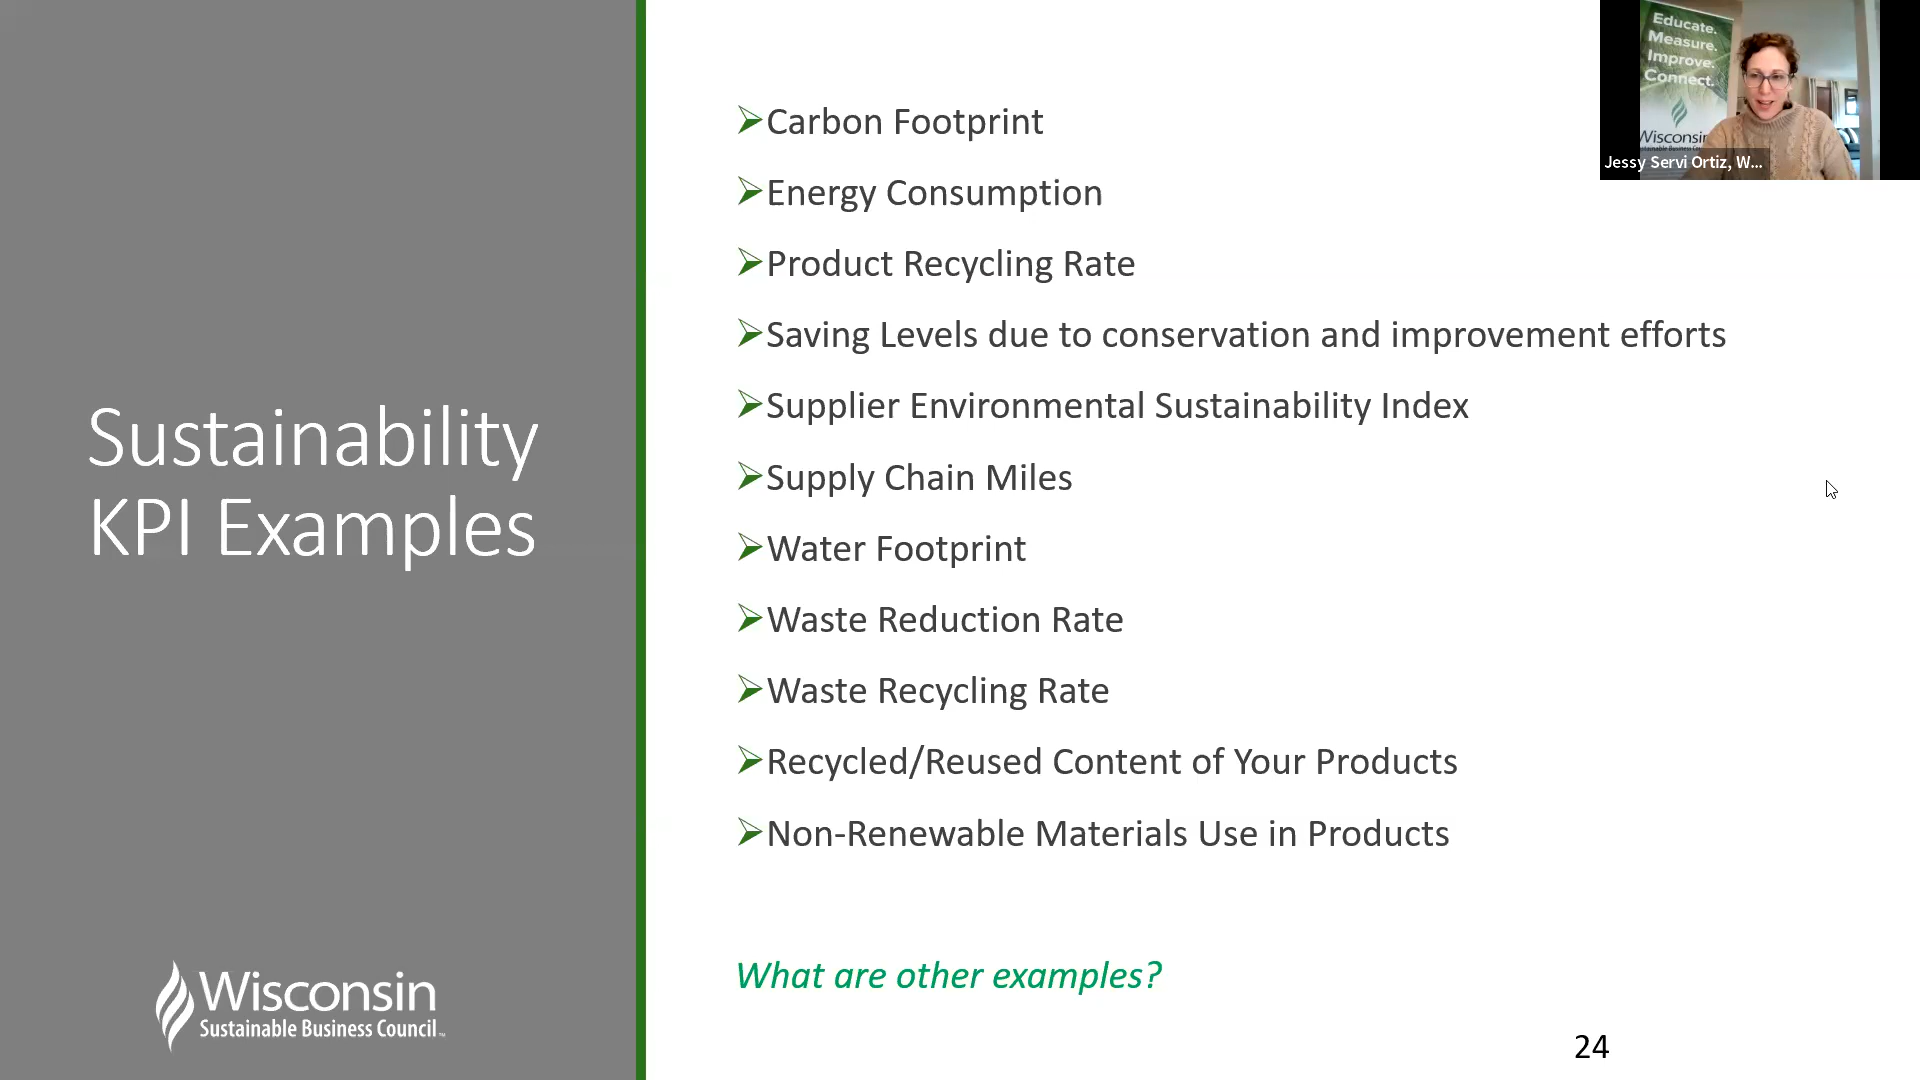 Sustainability
KPI Examples
Wisconsin
Sustainable Business Council
➢Carbon Footprint
➢Energy Consumption
➢Product Recycling Rate
➢Saving Levels due to conservation and improvement efforts
➢Supplier Environmental Sustainability Index
➢Supply Chain Miles
➢Water Footprint
➢Waste Reduction Rate
➢Waste Recycling Rate
➢Recycled/Reused Content of Your Products
➢Non-Renewable Materials Use in Products
What are other examples?
24
Educate.
Measure.
Improve.
Connect.
Jessy Servi Ortiz, W...